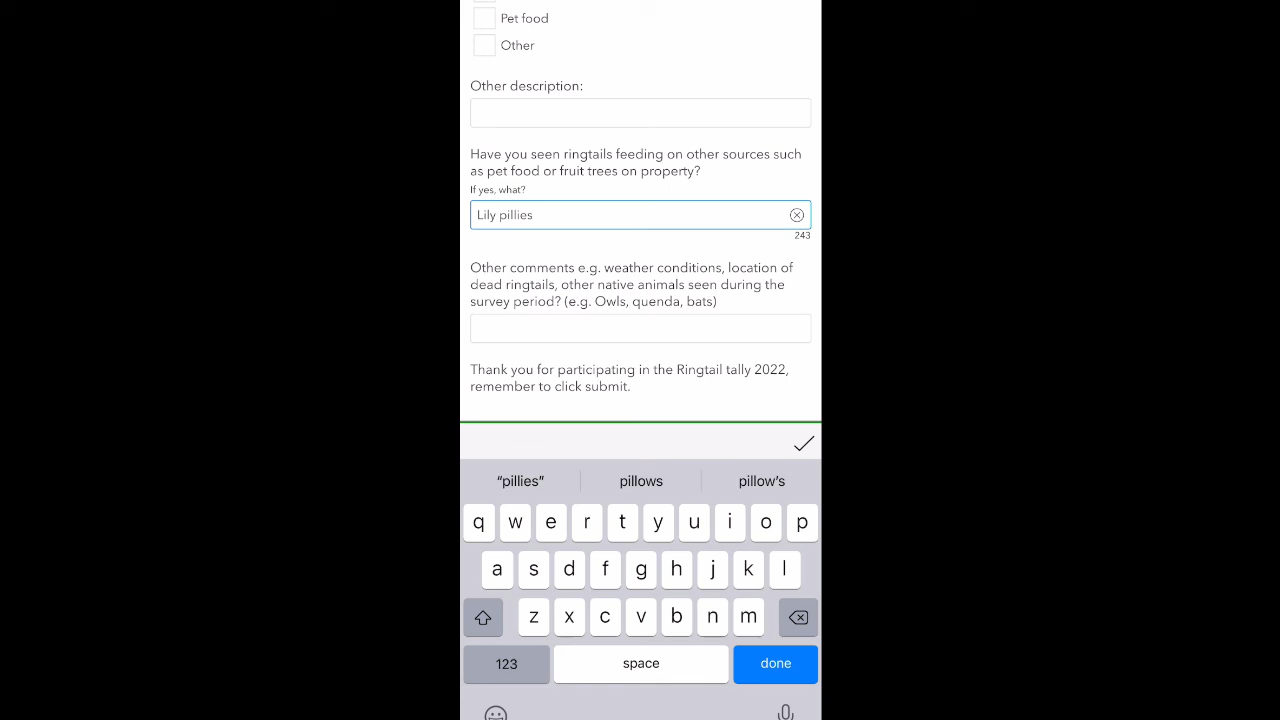 Pet food
Other
Other description:
Have you seen ringtails feeding on other sources such
as pet food or fruit trees on property?
If yes, what?
Lily pillies
243
Other comments e.g. weather conditions, location of
dead ringtails, other native animals seen during the
survey period? (e.g. Owls, quenda, bats)
Thank you for participating in the Ringtail tally 2022,
remember to click submit.
“pillies” pillows pillow’s
q w e r t y u i o p
a s d f g h j k l
z x c v b n m
123 space done